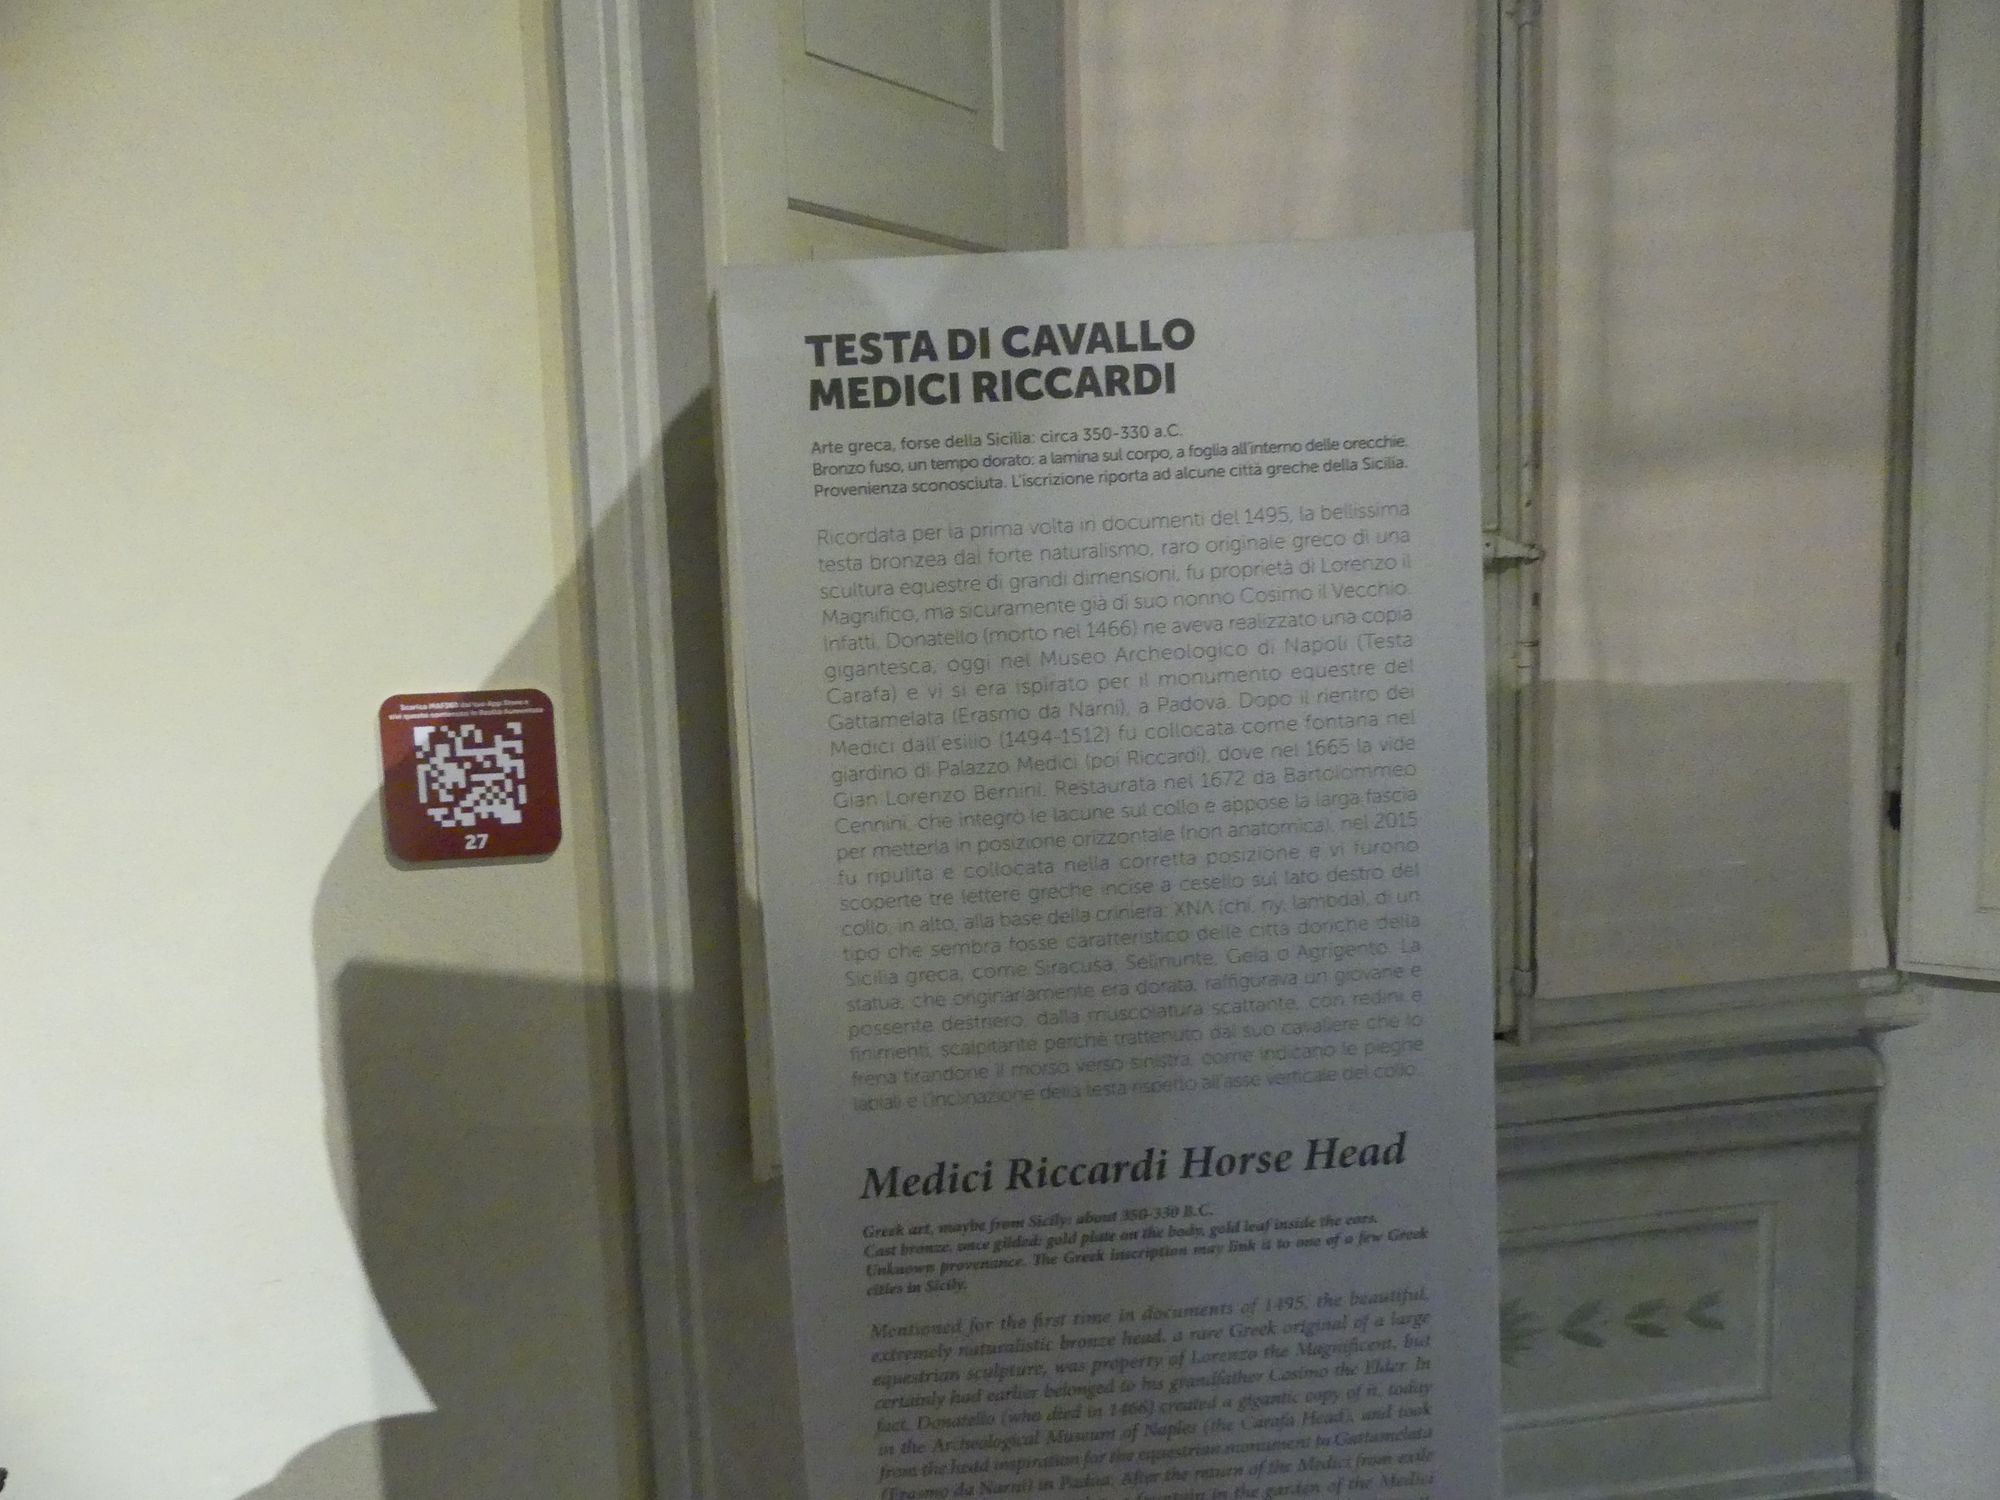 TESTA DI CAVALLO
MEDICI RICCARDI
Arte greca, forse della Sicilia: circa 350-330 a.C.
Bronzo fuso, un tempo dorato: a lamina sul corpo, a foglia all'interno delle orecchie.
Provenienza sconosciuta. L'iscrizione riporta ad alcune città greche della Sicilia.
Ricordata per la prima volta in documenti del 1495, la bellissima
testa bronzea dal forte naturalismo, raro originale greco di una
scultura equestre di grandi dimensioni, fu proprietà di Lorenzo il
Magnifico, ma sicuramente già di suo nonno Cosimo il Vecchio.
Infatti, Donatello (morto nel 1466) ne aveva realizzato una copia
gigantesca, oggi nel Museo Archeologico di Napoli (Testa
Carafa) e vi si era ispirato per il monumento equestre del
Gattamelata (Erasmo da Narni), a Padova. Dopo il rientro dei
Medici dall'esilio (1494-1512) fu collocata come fontana nel
giardino di Palazzo Medici (poi Riccardi), dove nel 1665 la vide
Gian Lorenzo Bernini. Restaurata nel 1672 da Bartolommeo
Cennini, che integrò le lacune sul collo e appose la larga fascia
per metterla in posizione orizzontale (non anatomica), nel 2015
fu ripulita e collocata nella corretta posizione e vi furono
scoperte tre lettere greche incise a cesello sul lato destro del
collo, in alto, alla base della criniera: ΧΝΛ (chi, ny, lambda), di un
tipo che sembra fosse caratteristico delle città doriche della
Sicilia greca, come Siracusa, Selinunte, Gela o Agrigento. La
statua, che originariamente era dorata, raffigurava un giovane e
possente destriero, dalla muscolatura scattante, con redini e
finimenti, scalpitante perché trattenuto dal suo cavaliere che lo
frena tirandone il morso verso sinistra, come indicano le pieghe
labiali e l'inclinazione della testa rispetto all'asse verticale del collo.
Scarica MAF360 dal tuo App Store e
vivi questo contenuto in Realtà Aumentata
27
Medici Riccardi Horse Head
Greek art, maybe from Sicily: about 350-330 B.C.
Cast bronze, once gilded: gold plate on the body, gold leaf inside the ears.
Unknown provenance. The Greek inscription may link it to one of a few Greek
cities in Sicily.
Mentioned for the first time in documents of 1495, the beautiful,
extremely naturalistic bronze head, a rare Greek original of a large
equestrian sculpture, was property of Lorenzo the Magnificent, but
certainly had earlier belonged to his grandfather Cosimo the Elder. In
fact, Donatello (who died in 1466) created a gigantic copy of it, today
in the Archeological Museum of Naples (the Carafa Head), and took
from the head inspiration for the equestrian monument to Gattamelata
(Erasmo da Narni) in Padua. After the return of the Medici from exile
fountain in the garden of the Medici